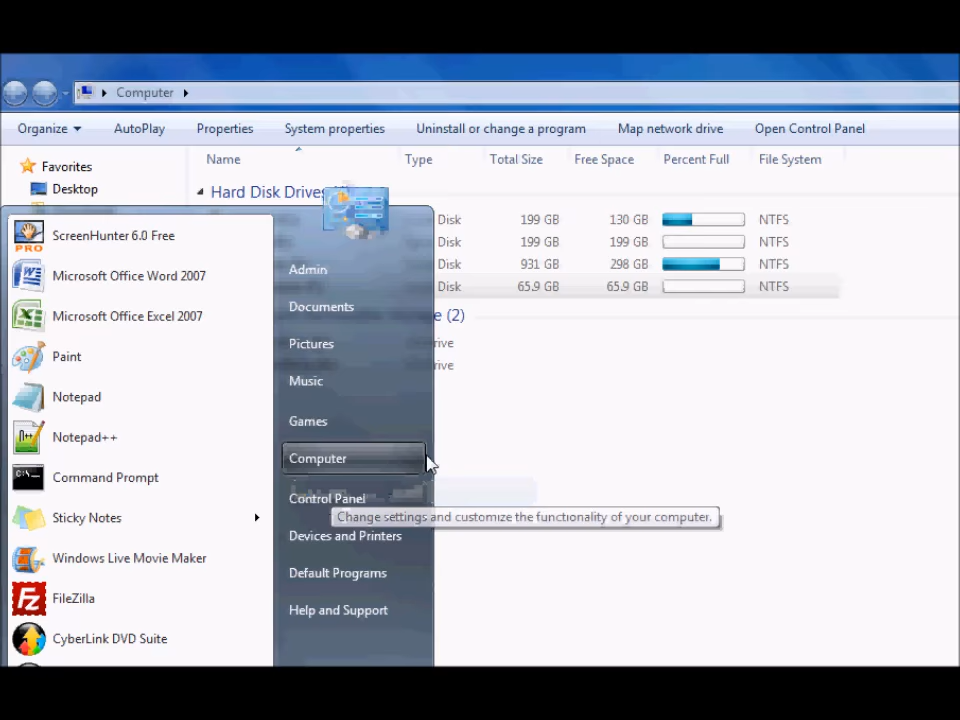 Computer
Organize AutoPlay Properties System properties Uninstall or change a program Map network drive Open Control Panel
Name Type Total Size Free Space Percent Full File System
Favorites
Desktop
Hard Disk Drives
Disk 199 GB 130 GB NTFS
Disk 199 GB 199 GB NTFS
Disk 931 GB 298 GB NTFS
Disk 65.9 GB 65.9 GB NTFS
(2)
rive
rive
ScreenHunter 6.0 Free
PRO
Microsoft Office Word 2007
Microsoft Office Excel 2007
Paint
Notepad
Notepad++
Command Prompt
Sticky Notes
Windows Live Movie Maker
FileZilla
CyberLink DVD Suite
Admin
Documents
Pictures
Music
Games
Computer
Control Panel
Change settings and customize the functionality of your computer.
Devices and Printers
Default Programs
Help and Support